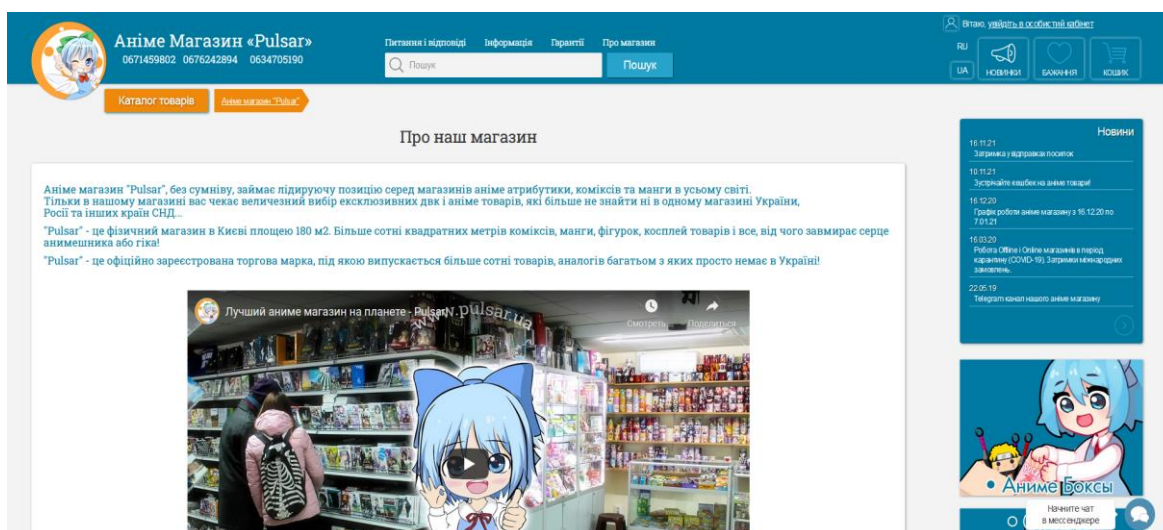 Аніме Магазин «Pulsar»
0671459802 0676242894 0634705190
Питання і відповіді Інформація Гарантії Про магазин
Пошук
Пошук
Вітаю, увійдіть в особистий кабінет
RU
UA
НОВИНКИ
БАЖАННЯ
КОШИК
Каталог товарів
Аніме магазин "Pulsar"
Про наш магазин
Аніме магазин "Pulsar", без сумніву, займає лідируючу позицію серед магазинів аніме атрибутики, коміксів та манги в усьому світі.
Тільки в нашому магазині вас чекає величезний вибір ексклюзивних двк і аніме товарів, які більше не знайти ні в одному магазині України,
Росії та інших країн СНД...
"Pulsar" - це фізичний магазин в Києві площею 180 м2. Більше сотні квадратних метрів коміксів, манги, фігурок, косплей товарів і все, від чого завмирає серце
анимешника або гіка!
"Pulsar" - це офіційно зареєстрована торгова марка, під якою випускається більше сотні товарів, аналогів багатьом з яких просто немає в Україні!
Лучший аниме магазин на планете - Pulsar
www.pulsar.ua
Смотреть...
Поделиться
Новини
16.11.21
Затримка у відправках посилок
10.11.21
Зустрічайте кешбек на аніме товари!
16.12.20
Графік роботи аніме магазину з 16.12.20 по
7.01.21
16.03.20
Робота Offline і Online магазинів в період
карантину (COVID-19). Затримки міжнародних
замовлень.
22.05.19
Telegram канал нашого аніме магазину
Аниме Боксы
Начните чат
в мессенджере